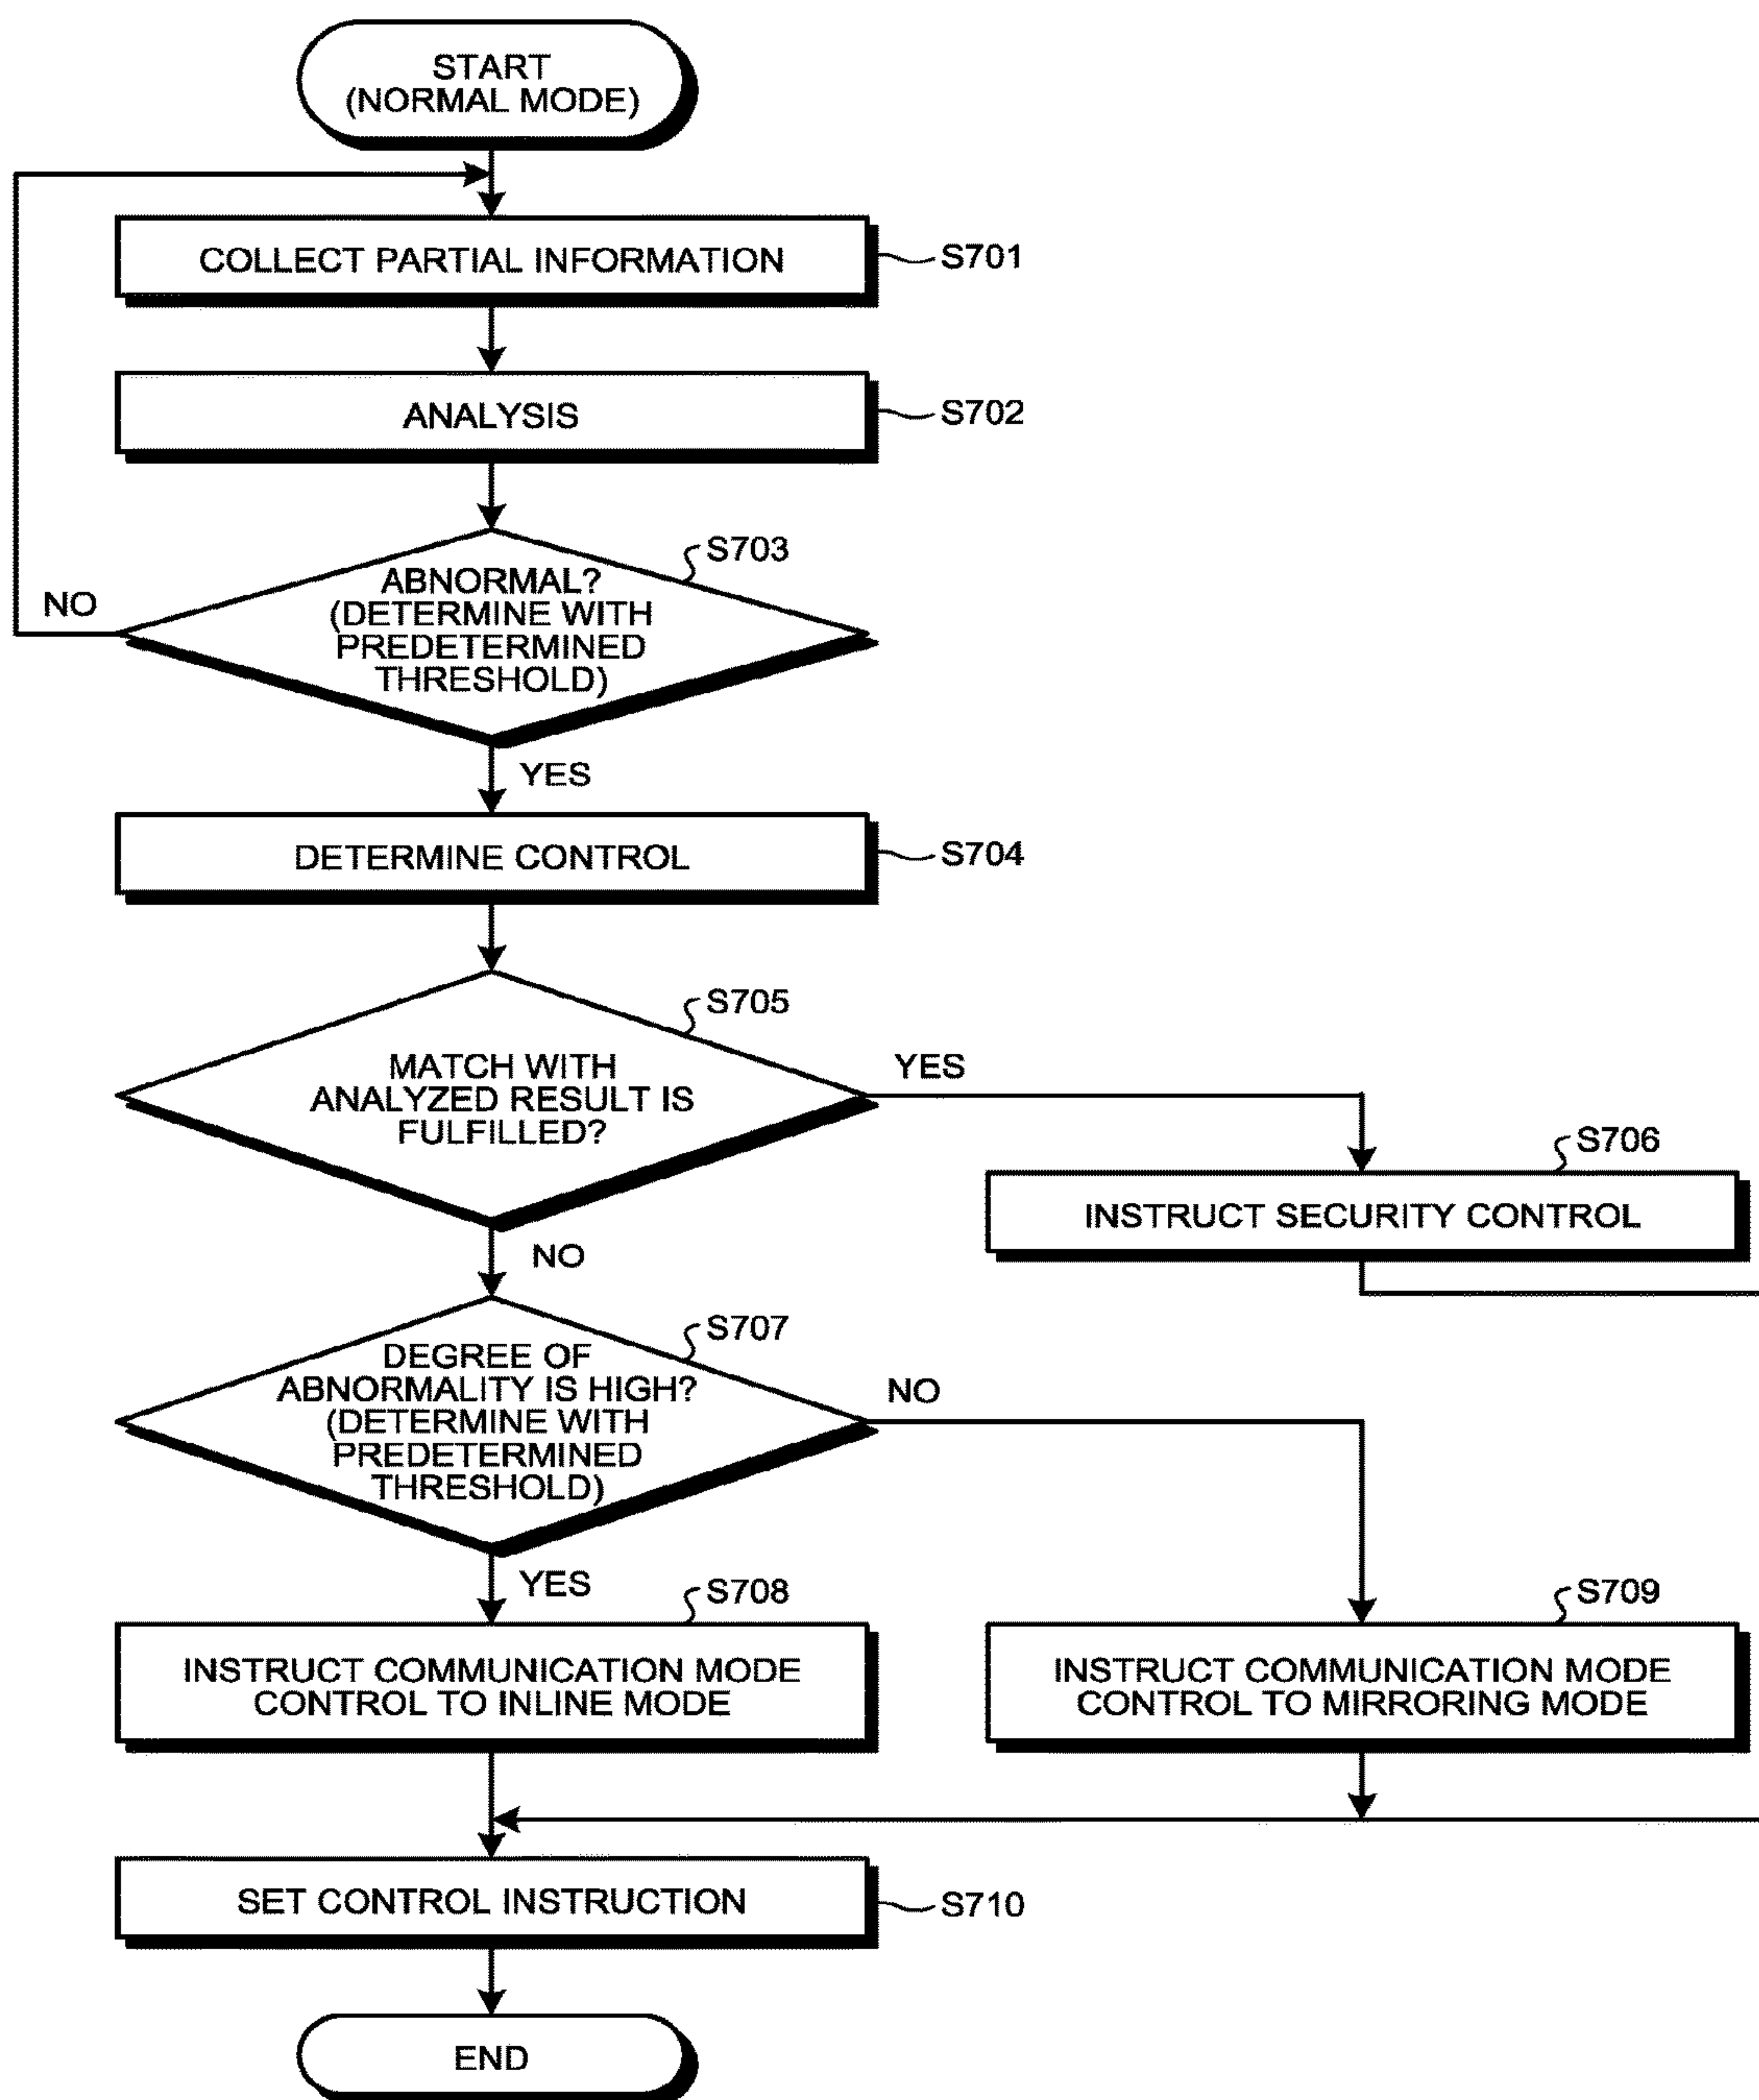 START
(NORMAL MODE)
COLLECT PARTIAL INFORMATION
S701
ANALYSIS
S702
S703
ABNORMAL?
(DETERMINE WITH
PREDETERMINED
THRESHOLD)
NO
YES
DETERMINE CONTROL
S704
S705
MATCH WITH
ANALYZED RESULT IS
FULFILLED?
YES
S706
INSTRUCT SECURITY CONTROL
NO
S707
DEGREE OF
ABNORMALITY IS HIGH?
(DETERMINE WITH
PREDETERMINED
THRESHOLD)
NO
YES
S708
INSTRUCT COMMUNICATION MODE
CONTROL TO INLINE MODE
S709
INSTRUCT COMMUNICATION MODE
CONTROL TO MIRRORING MODE
SET CONTROL INSTRUCTION
S710
END